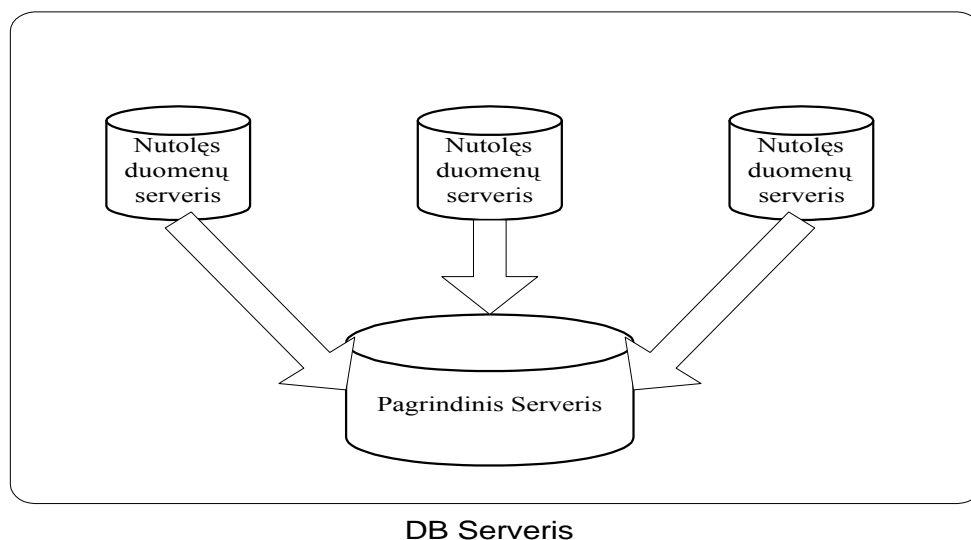 Nutolęs
duomenų
serveris
Nutolęs
duomenų
serveris
Nutolęs
duomenų
serveris
Pagrindinis Serveris
DB Serveris